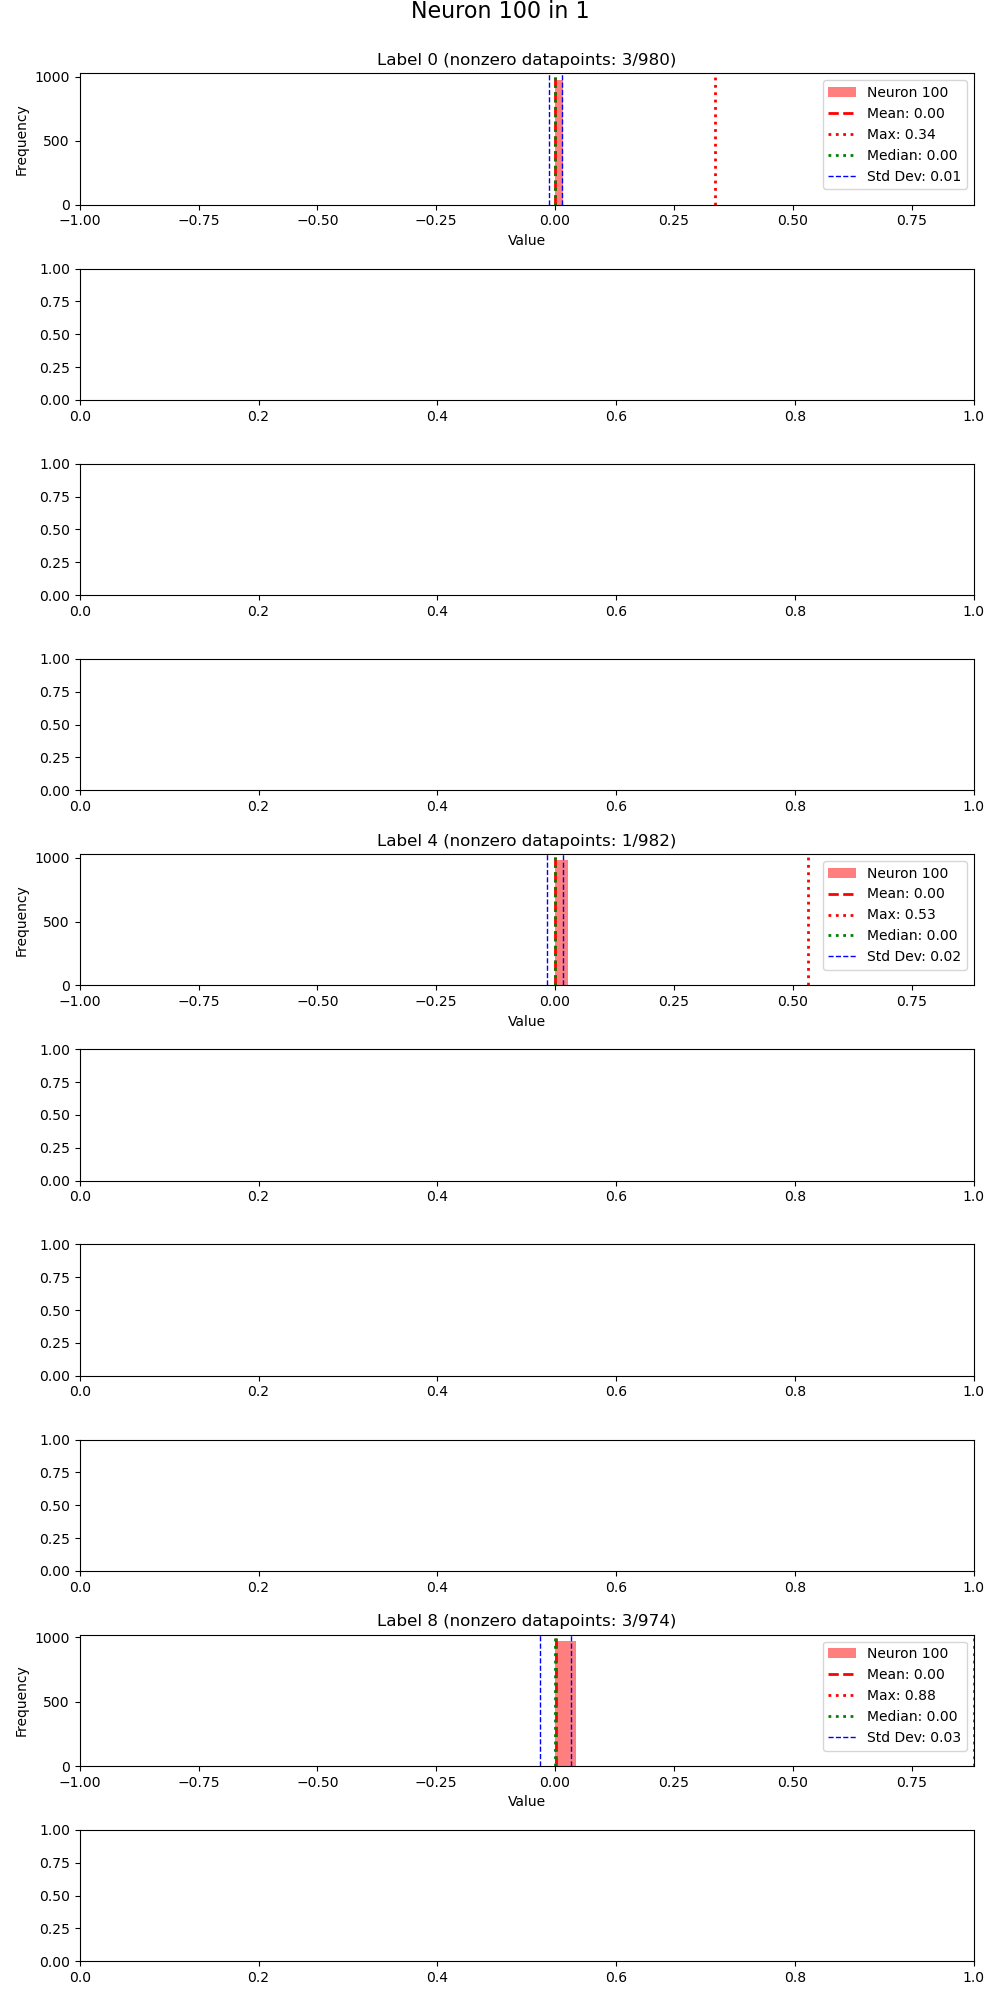 Neuron 100 in 1
Label 0 (nonzero datapoints: 3/980)
1000
500
0
Frequency
Neuron 100
Mean: 0.00
Max: 0.34
Median: 0.00
Std Dev: 0.01
−1.00 −0.75 −0.50 −0.25 0.00 0.25 0.50 0.75
Value
1.00
0.75
0.50
0.25
0.00
0.0 0.2 0.4 0.6 0.8 1.0
1.00
0.75
0.50
0.25
0.00
0.0 0.2 0.4 0.6 0.8 1.0
1.00
0.75
0.50
0.25
0.00
0.0 0.2 0.4 0.6 0.8 1.0
Label 4 (nonzero datapoints: 1/982)
1000
500
0
Frequency
Neuron 100
Mean: 0.00
Max: 0.53
Median: 0.00
Std Dev: 0.02
−1.00 −0.75 −0.50 −0.25 0.00 0.25 0.50 0.75
Value
1.00
0.75
0.50
0.25
0.00
0.0 0.2 0.4 0.6 0.8 1.0
1.00
0.75
0.50
0.25
0.00
0.0 0.2 0.4 0.6 0.8 1.0
1.00
0.75
0.50
0.25
0.00
0.0 0.2 0.4 0.6 0.8 1.0
Label 8 (nonzero datapoints: 3/974)
1000
500
0
Frequency
Neuron 100
Mean: 0.00
Max: 0.88
Median: 0.00
Std Dev: 0.03
−1.00 −0.75 −0.50 −0.25 0.00 0.25 0.50 0.75
Value
1.00
0.75
0.50
0.25
0.00
0.0 0.2 0.4 0.6 0.8 1.0